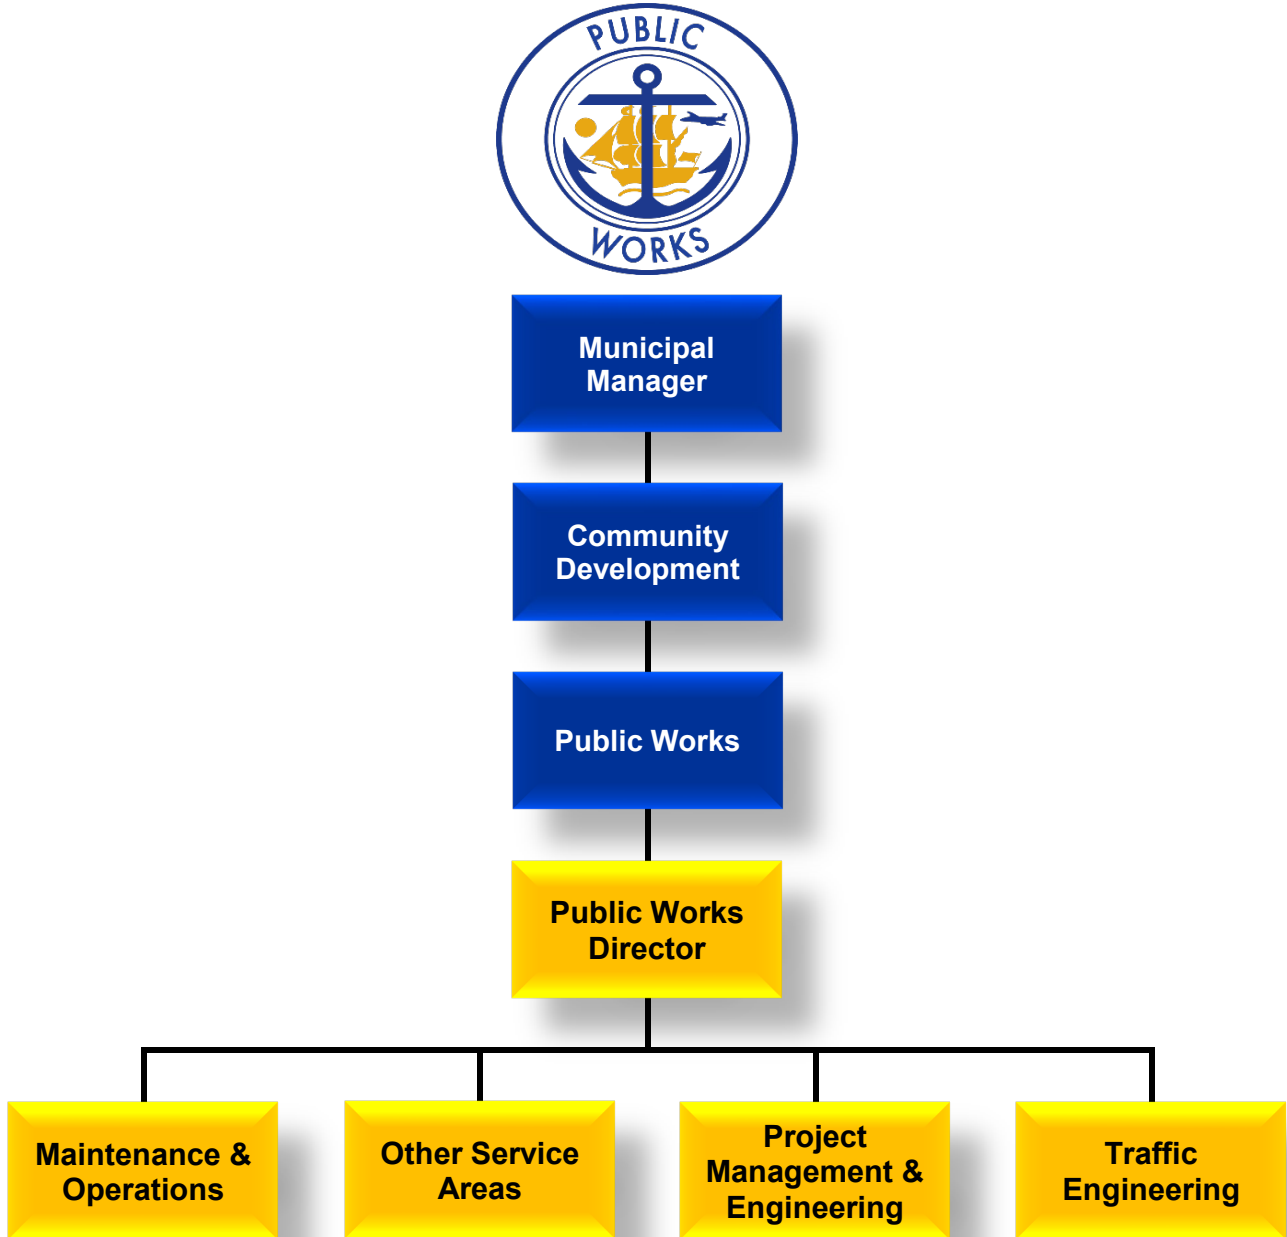 PUBLIC
WORKS
Municipal
Manager
Community
Development
Public Works
Public Works
Director
Maintenance &
Operations
Other Service
Areas
Project
Management &
Engineering
Traffic
Engineering